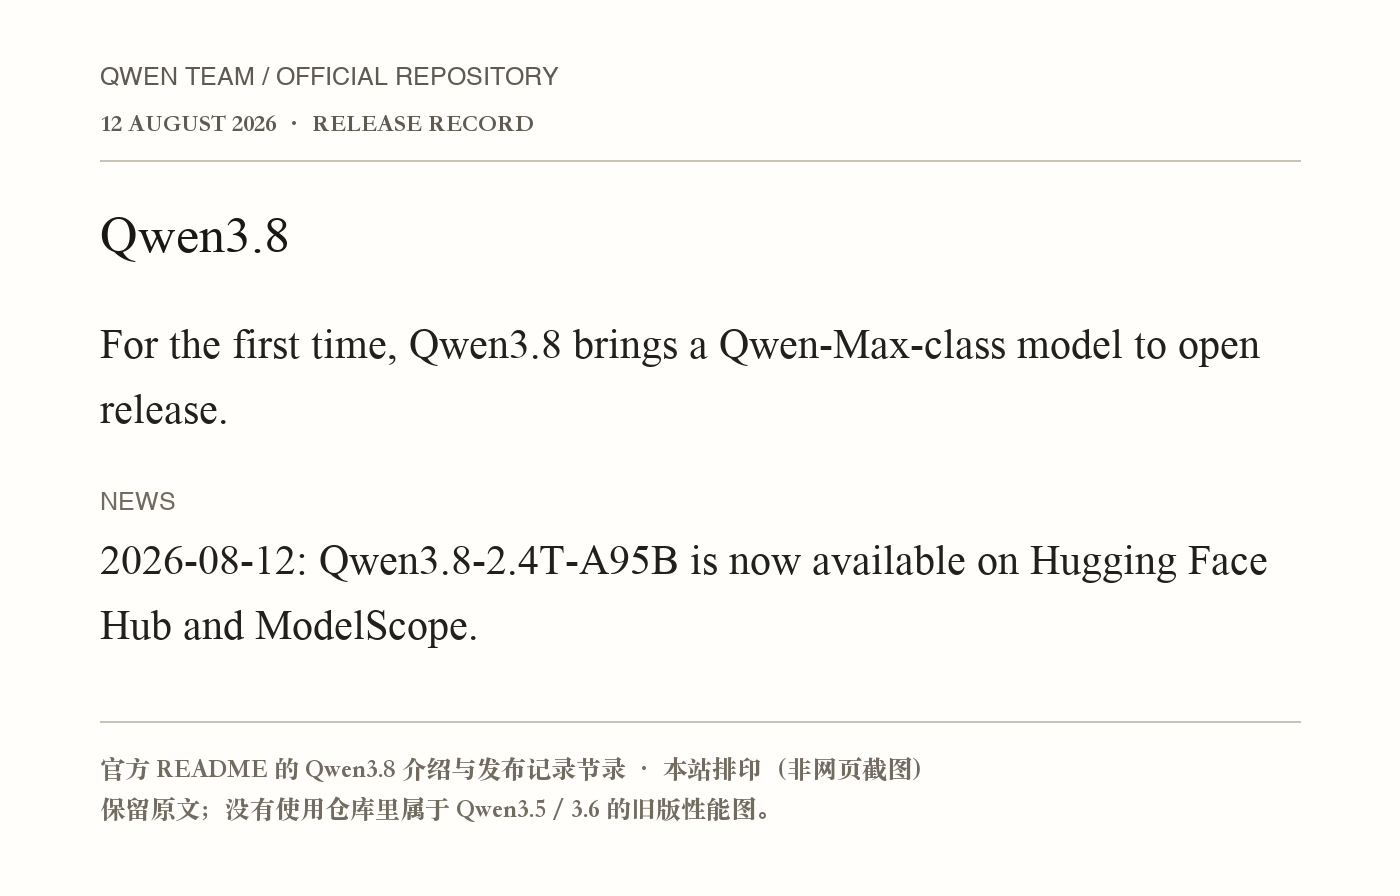 QWEN TEAM / OFFICIAL REPOSITORY
12 AUGUST 2026 · RELEASE RECORD
Qwen3.8
For the first time, Qwen3.8 brings a Qwen-Max-class model to open
release.
NEWS
2026-08-12: Qwen3.8-2.4T-A95B is now available on Hugging Face
Hub and ModelScope.
官方 README 的 Qwen3.8 介绍与发布记录节录 · 本站排印（非网页截图）
保留原文；没有使用仓库里属于 Qwen3.5 / 3.6 的旧版性能图。